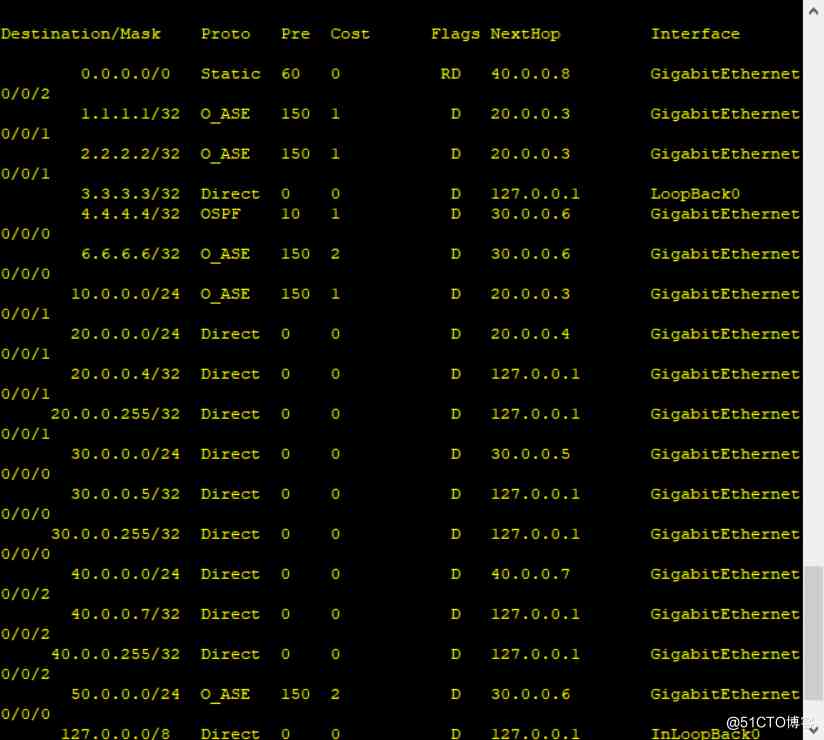 Destination/Mask Proto Pre Cost Flags NextHop Interface
0.0.0.0/0 Static 60 0 RD 40.0.0.8 GigabitEthernet
0/0/2
1.1.1.1/32 O_ASE 150 1 D 20.0.0.3 GigabitEthernet
0/0/1
2.2.2.2/32 O_ASE 150 1 D 20.0.0.3 GigabitEthernet
0/0/1
3.3.3.3/32 Direct 0 0 D 127.0.0.1 LoopBack0
4.4.4.4/32 OSPF 10 1 D 30.0.0.6 GigabitEthernet
0/0/0
6.6.6.6/32 O_ASE 150 2 D 30.0.0.6 GigabitEthernet
0/0/0
10.0.0.0/24 O_ASE 150 1 D 20.0.0.3 GigabitEthernet
0/0/1
20.0.0.0/24 Direct 0 0 D 20.0.0.4 GigabitEthernet
0/0/1
20.0.0.4/32 Direct 0 0 D 127.0.0.1 GigabitEthernet
0/0/1
20.0.0.255/32 Direct 0 0 D 127.0.0.1 GigabitEthernet
0/0/1
30.0.0.0/24 Direct 0 0 D 30.0.0.5 GigabitEthernet
0/0/0
30.0.0.5/32 Direct 0 0 D 127.0.0.1 GigabitEthernet
0/0/0
30.0.0.255/32 Direct 0 0 D 127.0.0.1 GigabitEthernet
0/0/0
40.0.0.0/24 Direct 0 0 D 40.0.0.7 GigabitEthernet
0/0/2
40.0.0.7/32 Direct 0 0 D 127.0.0.1 GigabitEthernet
0/0/2
40.0.0.255/32 Direct 0 0 D 127.0.0.1 GigabitEthernet
0/0/2
50.0.0.0/24 O_ASE 150 2 D 30.0.0.6 GigabitEthernet
0/0/0
127.0.0.0/8 Direct 0 0 D 127.0.0.1 InLoopBack0
@51CTO博客